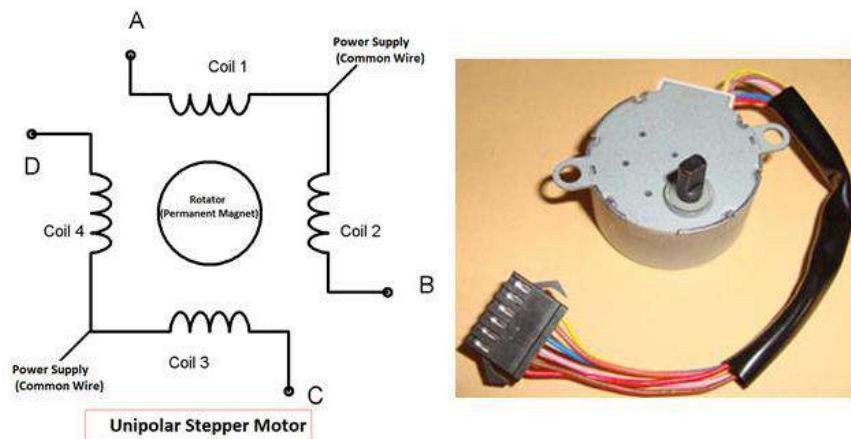 A
Power Supply
(Common Wire)
Coil 1
D
Rotator
(Permanent Magnet)
Coil 4
Coil 2
B
Coil 3
Power Supply
(Common Wire)
C
Unipolar Stepper Motor